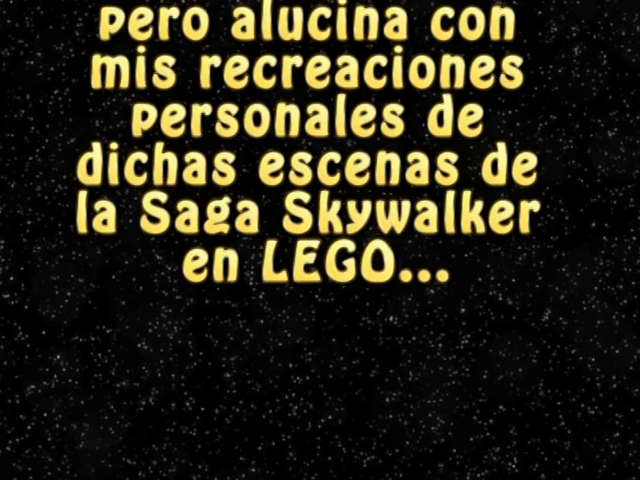 pero alucina con
mis recreaciones
personales de
dichas escenas de
la Saga Skywalker
en LEGO...